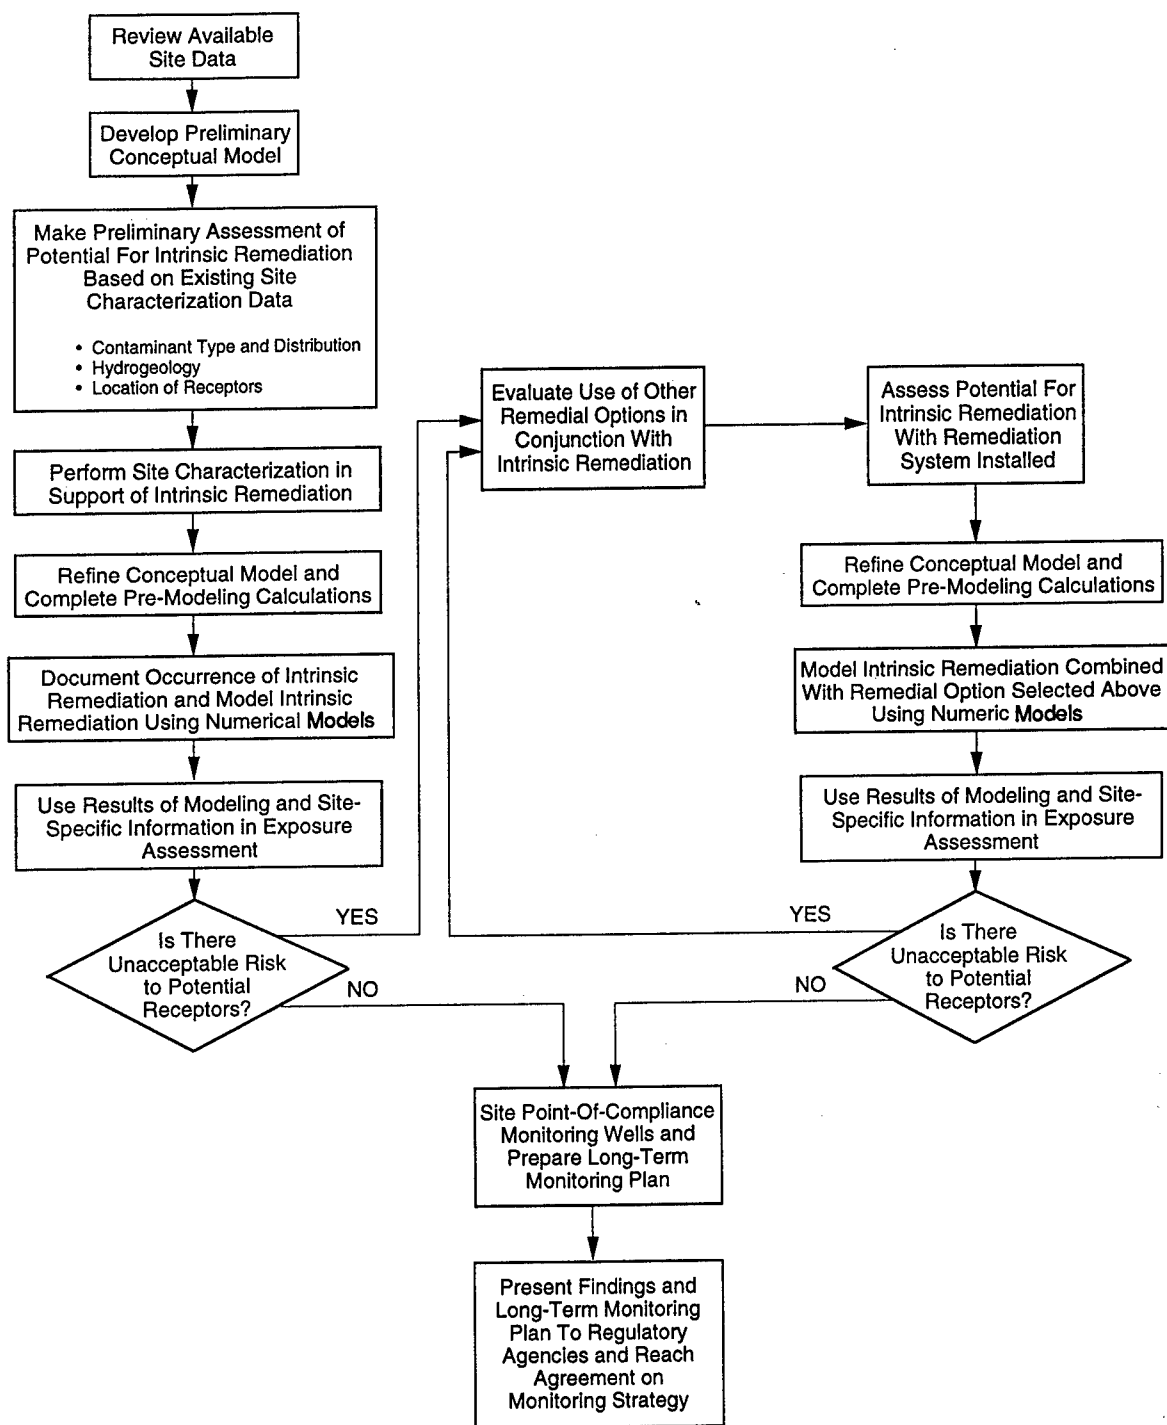 Review Available
Site Data
Develop Preliminary
Conceptual Model
Make Preliminary Assessment of
Potential For Intrinsic Remediation
Based on Existing Site
Characterization Data
• Contaminant Type and Distribution
• Hydrogeology
• Location of Receptors
Perform Site Characterization in
Support of Intrinsic Remediation
Refine Conceptual Model and
Complete Pre-Modeling Calculations
Document Occurrence of Intrinsic
Remediation and Model Intrinsic
Remediation Using Numerical Models
Use Results of Modeling and Site-
Specific Information in Exposure
Assessment
Is There
Unacceptable Risk
to Potential
Receptors?
YES
NO
Evaluate Use of Other
Remedial Options in
Conjunction With
Intrinsic Remediation
Assess Potential For
Intrinsic Remediation
With Remediation
System Installed
Refine Conceptual Model and
Complete Pre-Modeling Calculations
Model Intrinsic Remediation Combined
With Remedial Option Selected Above
Using Numeric Models
Use Results of Modeling and Site-
Specific Information in Exposure
Assessment
Is There
Unacceptable Risk
to Potential
Receptors?
YES
NO
Site Point-Of-Compliance
Monitoring Wells and
Prepare Long-Term
Monitoring Plan
Present Findings and
Long-Term Monitoring
Plan To Regulatory
Agencies and Reach
Agreement on
Monitoring Strategy